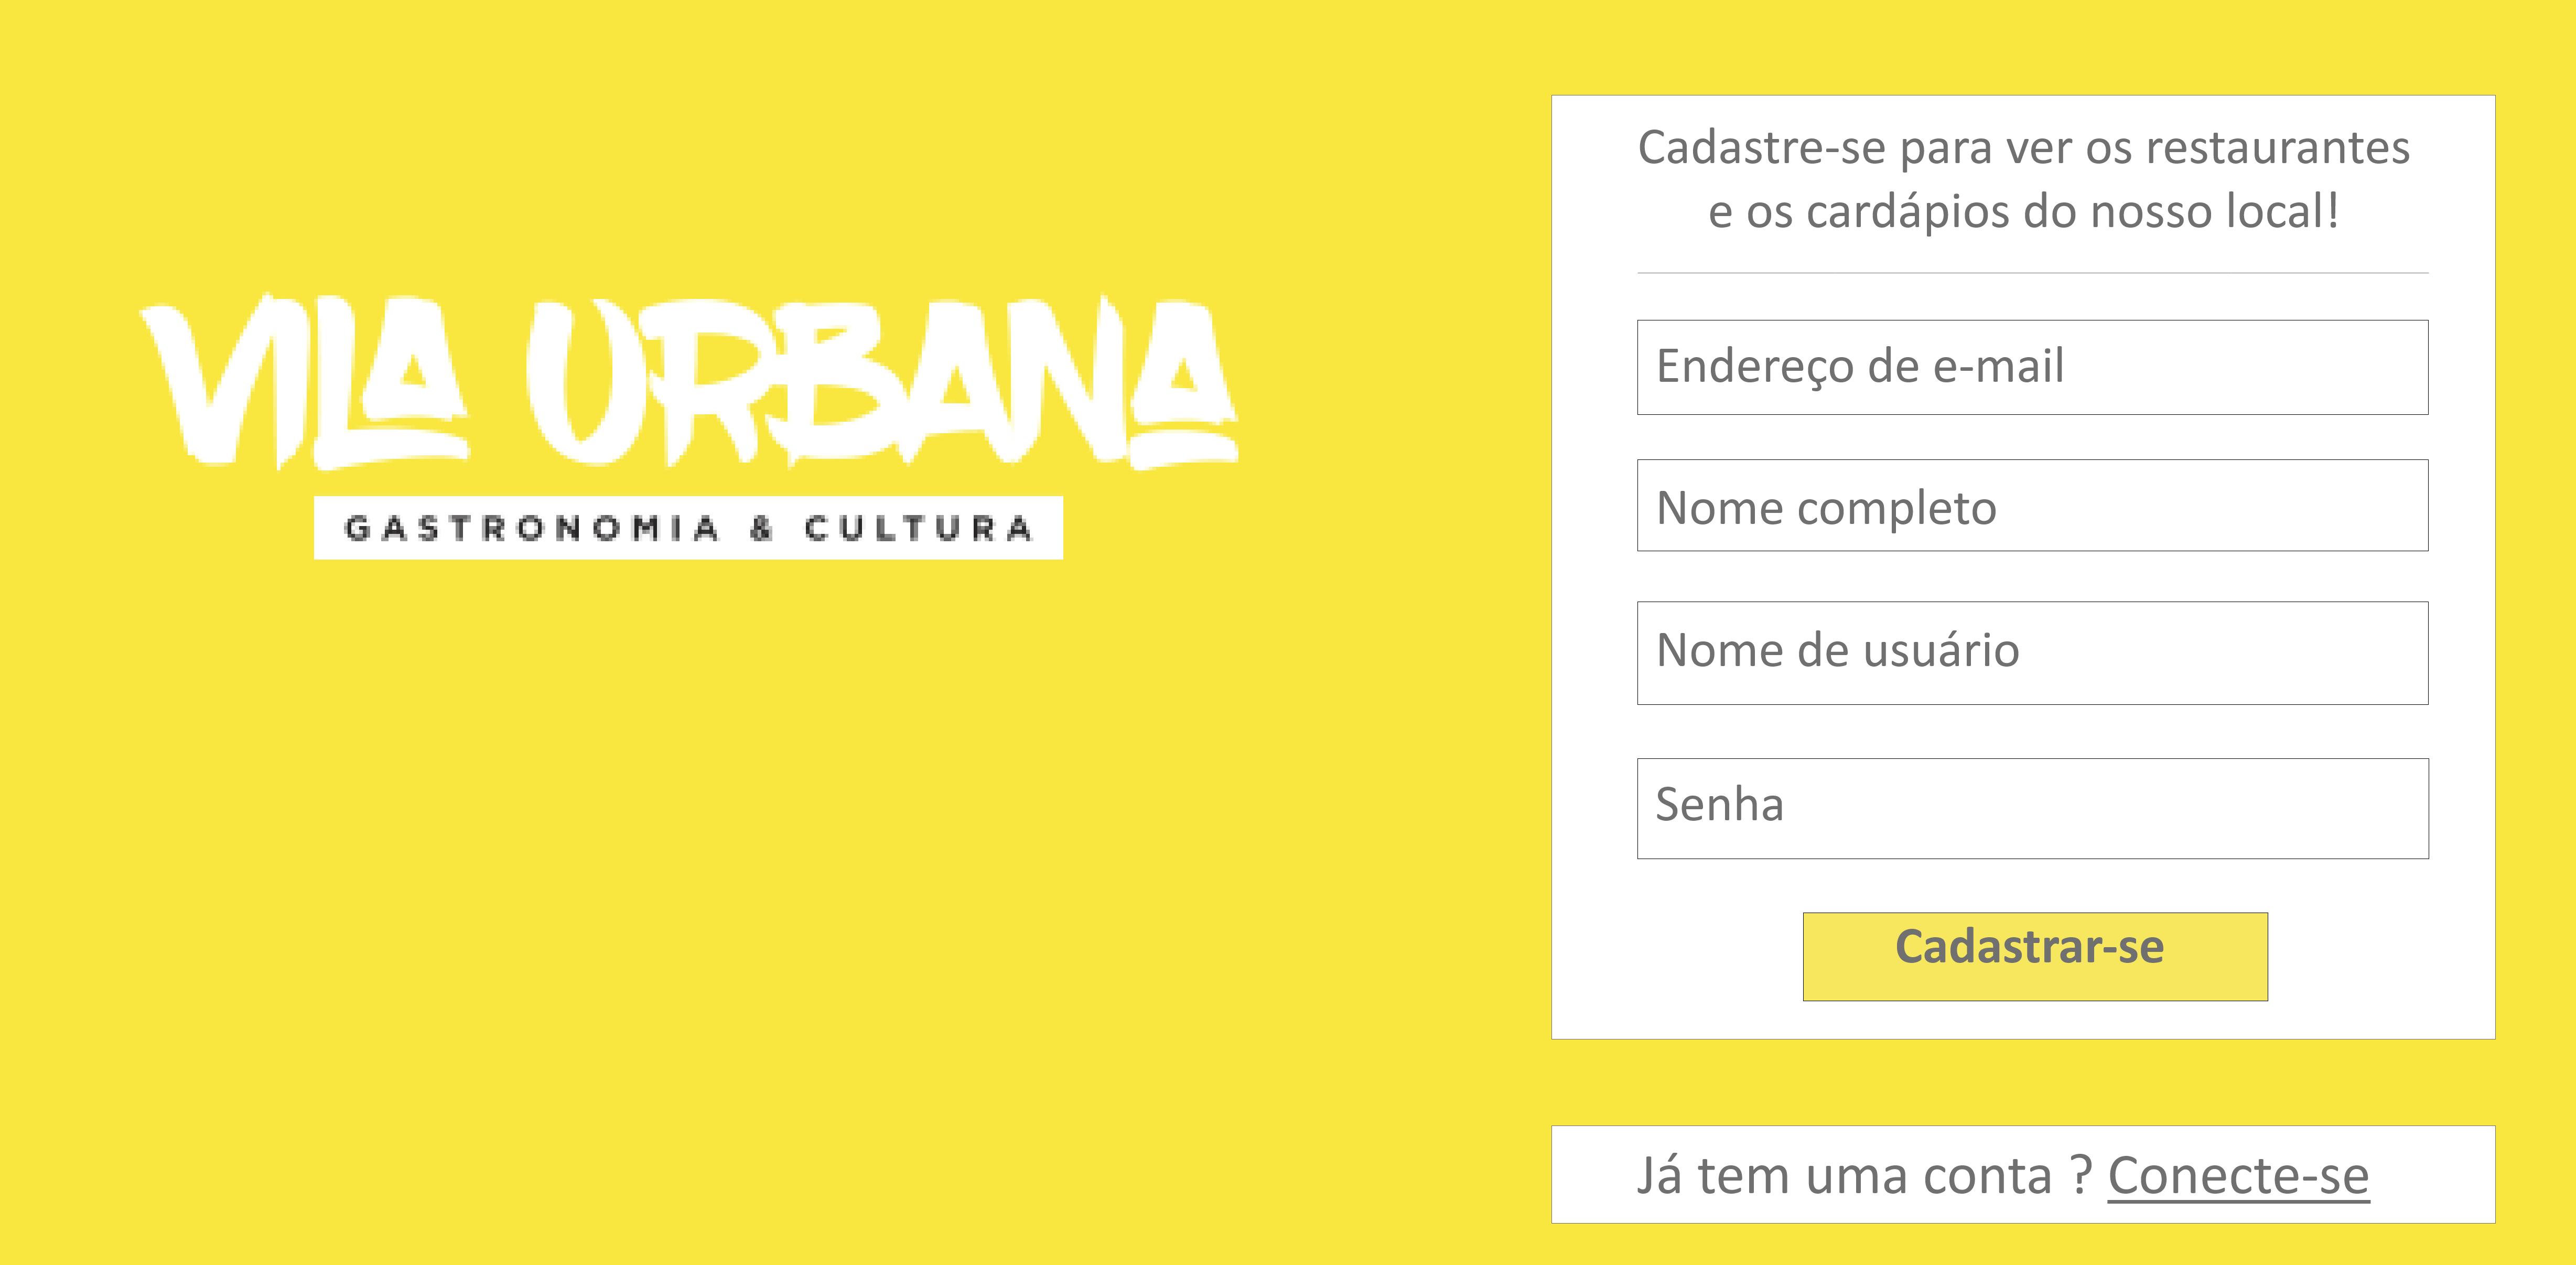 VILA URBANA
GASTRONOMIA & CULTURA
Cadastre-se para ver os restaurantes
e os cardápios do nosso local!
Endereço de e-mail
Nome completo
Nome de usuário
Senha
Cadastrar-se
Já tem uma conta ? Conecte-se